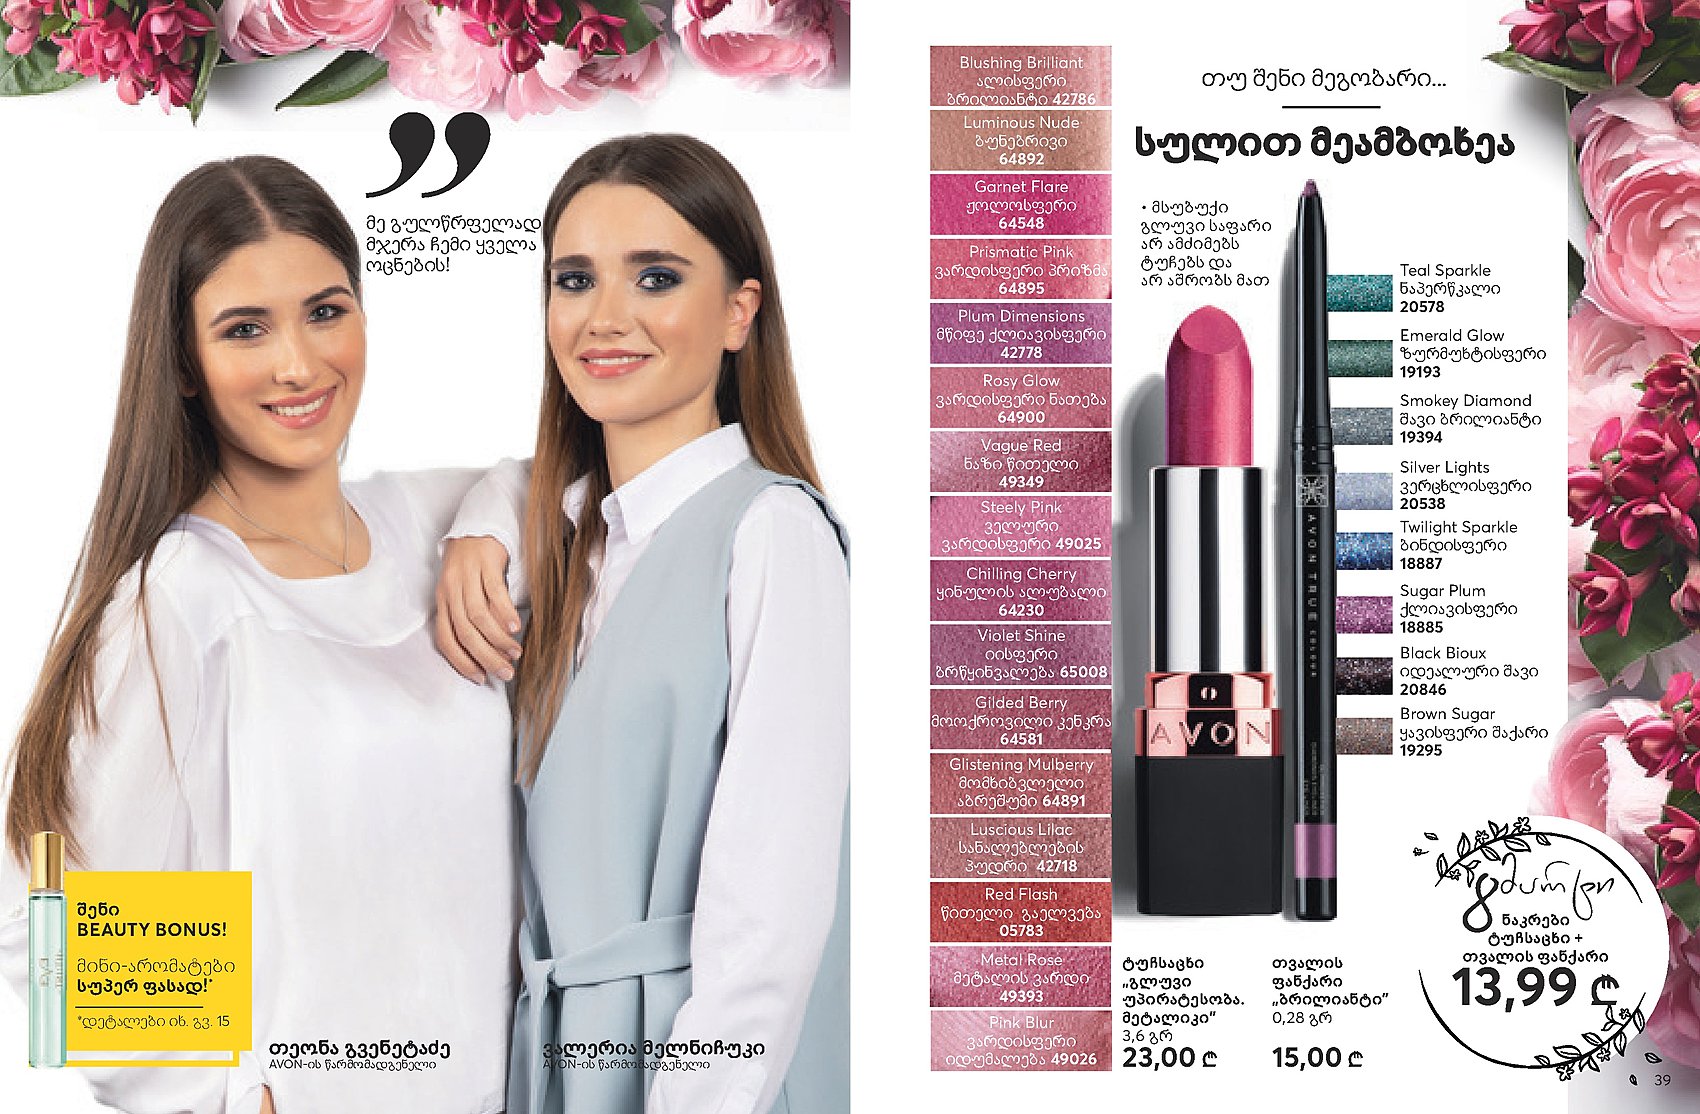 მე გულწრფელად
მჯერა ჩემი ყველა
ოცნების!
შენი
BEAUTY BONUS!
მინი-არომატები
სუპერ ფასად!*
*დეტალები იხ. გვ. 15
თეონა გვენეტაძე
AVON-ის წარმომადგენელი
ვალერია მელნიჩუკი
AVON-ის წარმომადგენელი
Blushing Brilliant
ალისფერი
ბრილიანტი 42786
Luminous Nude
ბუნებრივი
64892
Garnet Flare
ჟოლოსფერი
64548
Prismatic Pink
ვარდისფერი პრიზმა
64895
Plum Dimensions
მწიფე ქლიავისფერი
42778
Rosy Glow
ვარდისფერი ნათება
64900
Vague Red
ნაზი წითელი
49349
Steely Pink
ველური
ვარდისფერი 49025
Chilling Cherry
ყინულის ალუბალი
64230
Violet Shine
იისფერი
ბრწყინვალება 65008
Gilded Berry
მოოქროვილი კენკრა
64581
Glistening Mulberry
მომხიბვლელი
აბრეშუმი 64891
Luscious Lilac
სანალებლების
პუდრი 42718
Red Flash
წითელი გაელვება
05783
Metal Rose
მეტალის ვარდი
49393
Pink Blur
ვარდისფერი
იდუმალება 49026
თუ შენი მეგობარი...
სულით მეამბოხეა
• მსუბუქი
გლუვი საფარი
არ ამძიმებს
ტუჩებს და
არ აშრობს მათ
AVON
AVON TRUE
Teal Sparkle
ნაპერწკალი
20578
Emerald Glow
ზურმუხტისფერი
19193
Smokey Diamond
შავი ბრილიანტი
19394
Silver Lights
ვერცხლისფერი
20538
Twilight Sparkle
ბინდისფერი
18887
Sugar Plum
ქლიავისფერი
18885
Black Bioux
იდეალური შავი
20846
Brown Sugar
ყავისფერი შაქარი
19295
ტუჩსაცხი
„გლუვი
უპირატესობა.
მეტალიკი“
3,6 გრ
23,00 ₾
თვალის
ფანქარი
„ბრილიანტი“
0,28 გრ
15,00 ₾
ნაკრები
ტუჩსაცხი +
თვალის ფანქარი
13,99 ₾
39